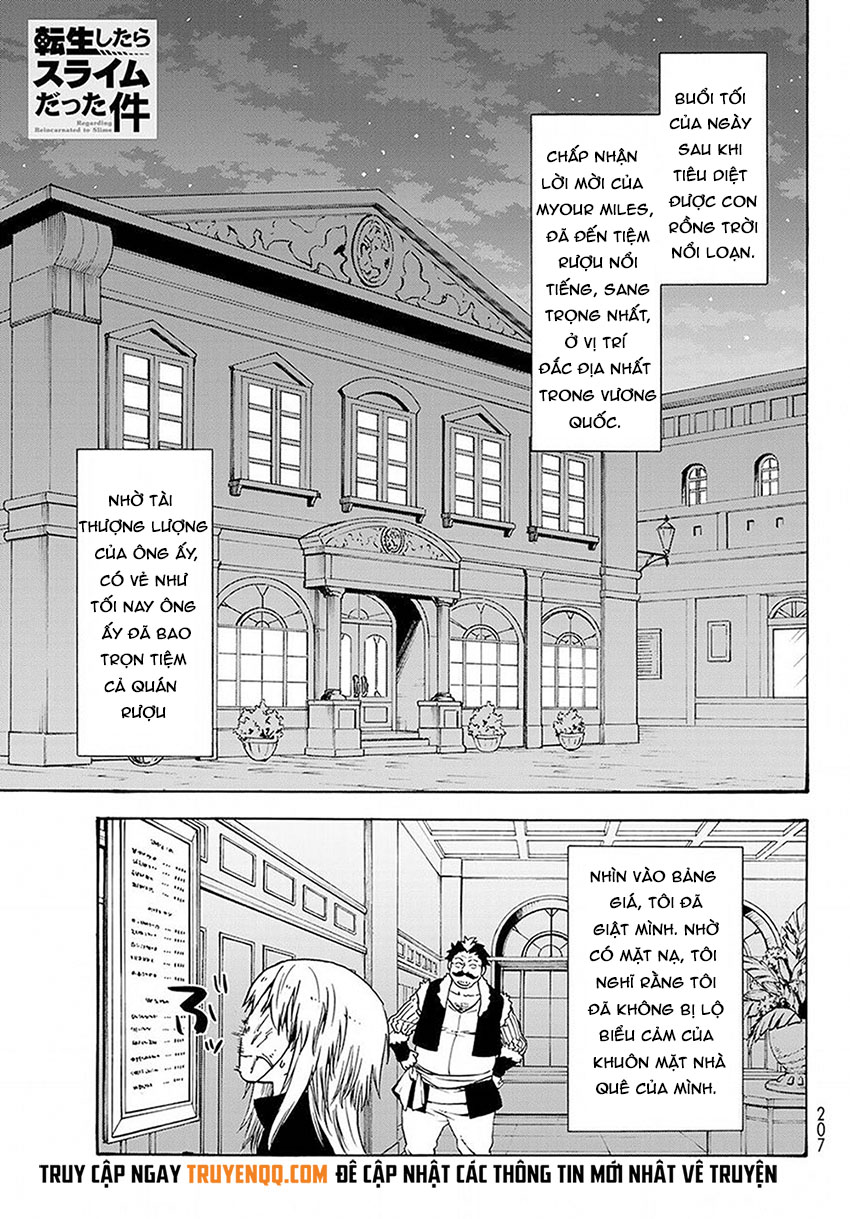 転生したら
スライム
だった件
Regarding
Reincarnated to Slime
BUỔI TỐI
CỦA NGÀY
SAU KHI
TIÊU DIỆT
ĐƯỢC CON
RỒNG TRỜI
NỔI LOẠN.
CHẤP NHẬN
LỜI MỜI CỦA
MYOUR MILES,
ĐÃ ĐẾN TIỆM
RƯỢU NỔI
TIẾNG, SANG
TRỌNG NHẤT,
Ở VỊ TRÍ
ĐẮC ĐỊA NHẤT
TRONG VƯƠNG
QUỐC.
NHỜ TÀI
THƯỢNG LƯỢNG
CỦA ÔNG ẤY,
CÓ VẺ NHƯ
TỐI NAY ÔNG
ẤY ĐÃ BAO
TRỌN TIỆM
CẢ QUÁN
RƯỢU
NHÌN VÀO BẢNG
GIÁ, TÔI ĐÃ
GIẬT MÌNH. NHỜ
CÓ MẶT NẠ, TÔI
NGHĨ RẰNG TÔI
ĐÃ KHÔNG BỊ LỘ
BIỂU CẢM CỦA
KHUÔN MẶT NHÀ
QUÊ CỦA MÌNH.
207
TRUY CẬP NGAY TRUYENQQ.COM ĐỂ CẬP NHẬT CÁC THÔNG TIN MỚI NHẤT VỀ TRUYỆN